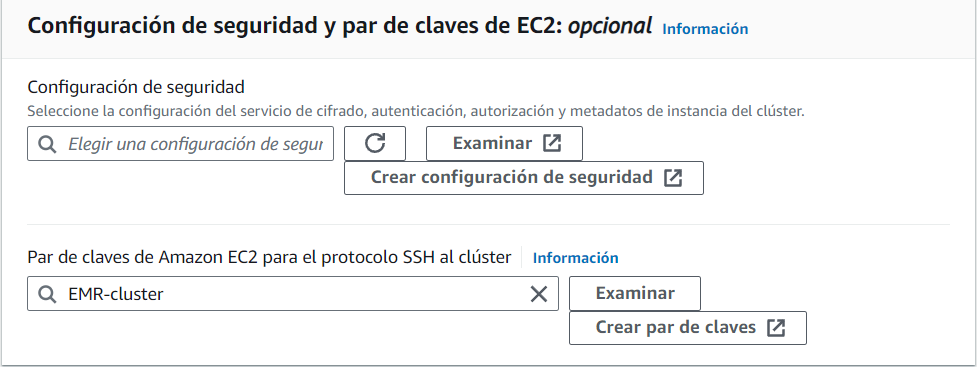 Configuración de seguridad y par de claves de EC2: opcional Información
Configuración de seguridad
Seleccione la configuración del servicio de cifrado, autenticación, autorización y metadatos de instancia del clúster.
Elegir una configuración de segur
Examinar
Crear configuración de seguridad
Par de claves de Amazon EC2 para el protocolo SSH al clúster Información
EMR-cluster
Examinar
Crear par de claves